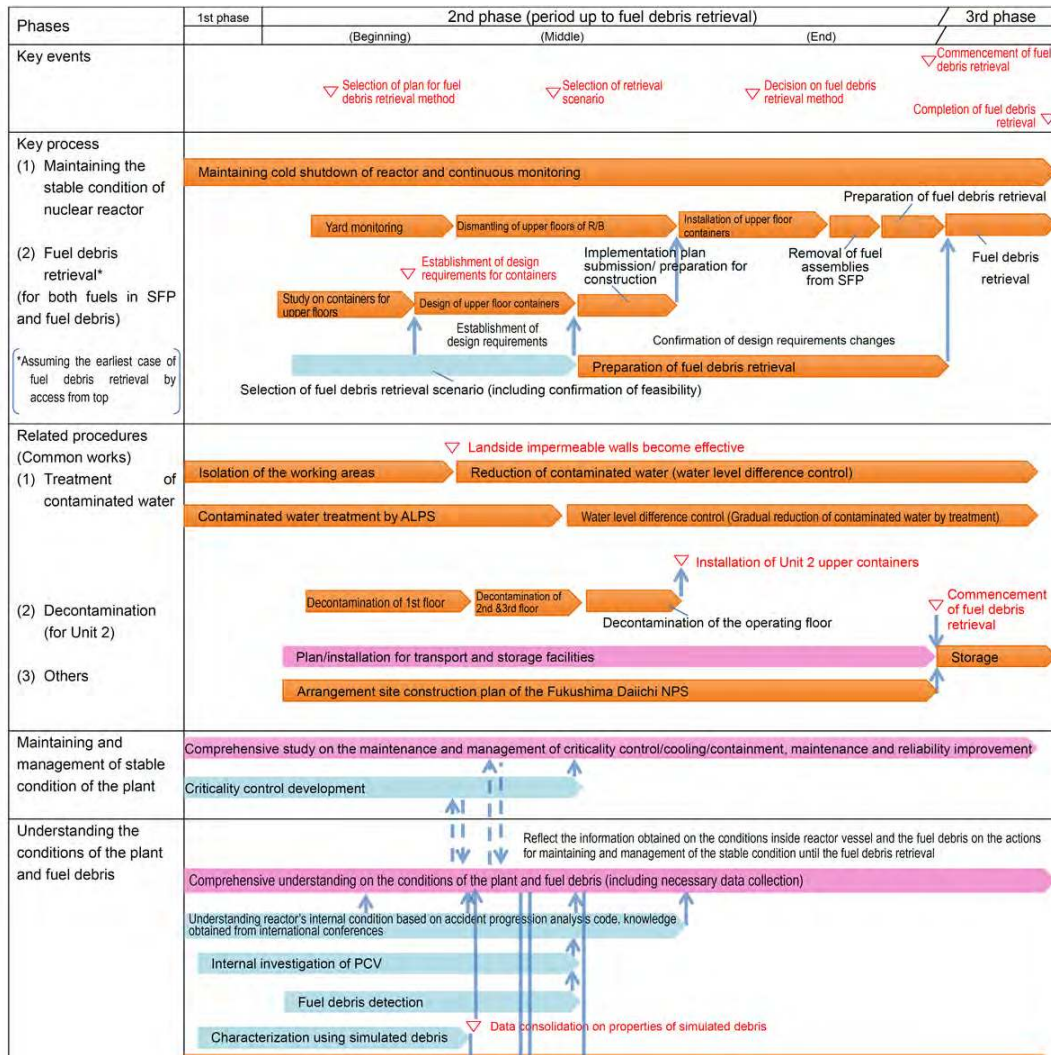 Phases
1st phase
2nd phase (period up to fuel debris retrieval)
3rd phase
(Beginning)
(Middle)
(End)
Key events
Selection of plan for fuel
debris retrieval method
Selection of retrieval
scenario
Decision on fuel debris
retrieval method
Commencement of fuel
debris retrieval
Completion of fuel debris
retrieval
Key process
(1) Maintaining the
stable condition of
nuclear reactor
Maintaining cold shutdown of reactor and continuous monitoring
Preparation of fuel debris retrieval
Yard monitoring
Dismantling of upper floors of R/B
Installation of upper floor
containers
(2) Fuel debris
retrieval*
(for both fuels in SFP
and fuel debris)
Removal of fuel
assemblies
from SFP
Fuel debris
retrieval
Establishment of design
requirements for containers
Implementation plan
submission/ preparation for
construction
Study on containers for
upper floors
Design of upper floor containers
Establishment of
design requirements
Confirmation of design requirements changes
*Assuming the earliest case of
fuel debris retrieval by
access from top
Preparation of fuel debris retrieval
Selection of fuel debris retrieval scenario (including confirmation of feasibility)
Related procedures
(Common works)
(1) Treatment of
contaminated water
Landside impermeable walls become effective
Isolation of the working areas
Reduction of contaminated water (water level difference control)
Contaminated water treatment by ALPS
Water level difference control (Gradual reduction of contaminated water by treatment)
Installation of Unit 2 upper containers
(2) Decontamination
(for Unit 2)
Decontamination of 1st floor
Decontamination of
2nd &3rd floor
Decontamination of the operating floor
Commencement
of fuel debris
retrieval
(3) Others
Plan/installation for transport and storage facilities
Storage
Arrangement site construction plan of the Fukushima Daiichi NPS
Maintaining and
management of stable
condition of the plant
Comprehensive study on the maintenance and management of criticality control/cooling/containment, maintenance and reliability improvement
Criticality control development
Understanding the
conditions of the plant
and fuel debris
Reflect the information obtained on the conditions inside reactor vessel and the fuel debris on the actions
for maintaining and management of the stable condition until the fuel debris retrieval
Comprehensive understanding on the conditions of the plant and fuel debris (including necessary data collection)
Understanding reactor's internal condition based on accident progression analysis code, knowledge
obtained from international conferences
Internal investigation of PCV
Fuel debris detection
Characterization using simulated debris
Data consolidation on properties of simulated debris